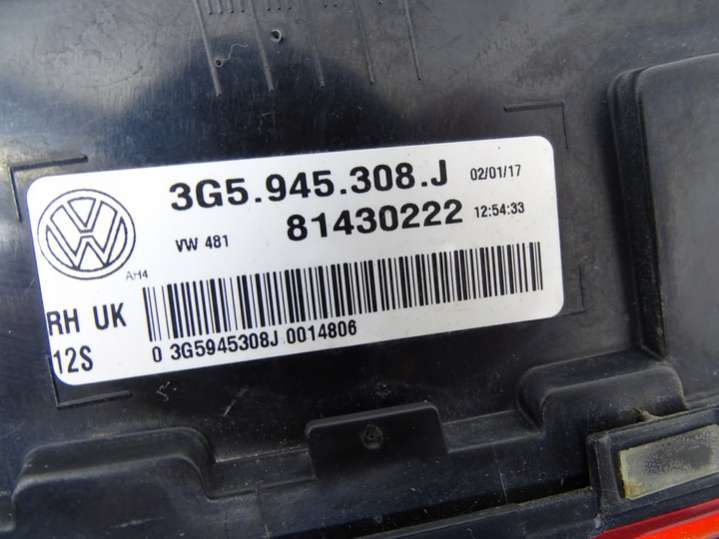 3G5.945.308.J 02/01/17
VW 481 81430222 12:54:33
AH4
RH UK
12S
0 3G5945308J 0014806